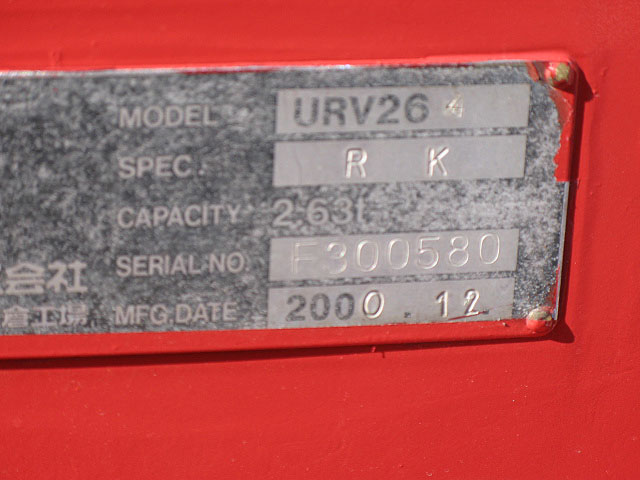 MODEL URV264
SPEC. R K
CAPACITY 2.63t
会社 SERIAL NO. F300580
倉工場 MFG.DATE 2000.12